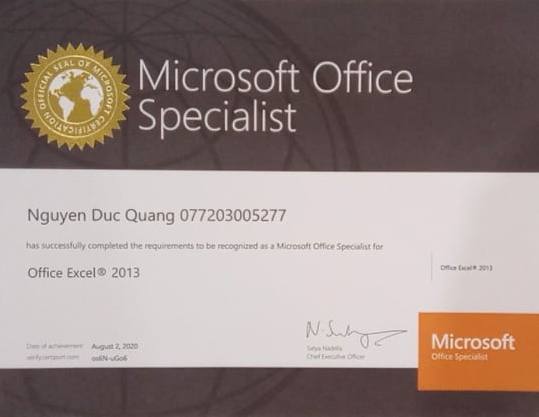 OFFICIAL SEAL OF MICROSOFT CERTIFICATION
Microsoft Office
Specialist
Nguyen Duc Quang 077203005277
has successfully completed the requirements to be recognized as a Microsoft Office Specialist for
Office Excel® 2013
Office Excel® 2013
Satya Nadella
Chief Executive Officer
Date of achievement August 2, 2020
verify.certiport.com os6N-uGo6
Microsoft
Office Specialist